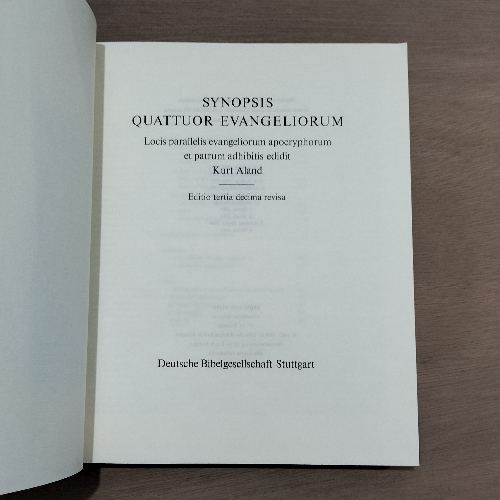 SYNOPSIS
QUATTUOR EVANGELIORUM
Locis parallelis evangeliorum apocryphorum
et patrum adhibitis edidit
Kurt Aland
Editio tertia decima revisa
Deutsche Bibelgesellschaft Stuttgart